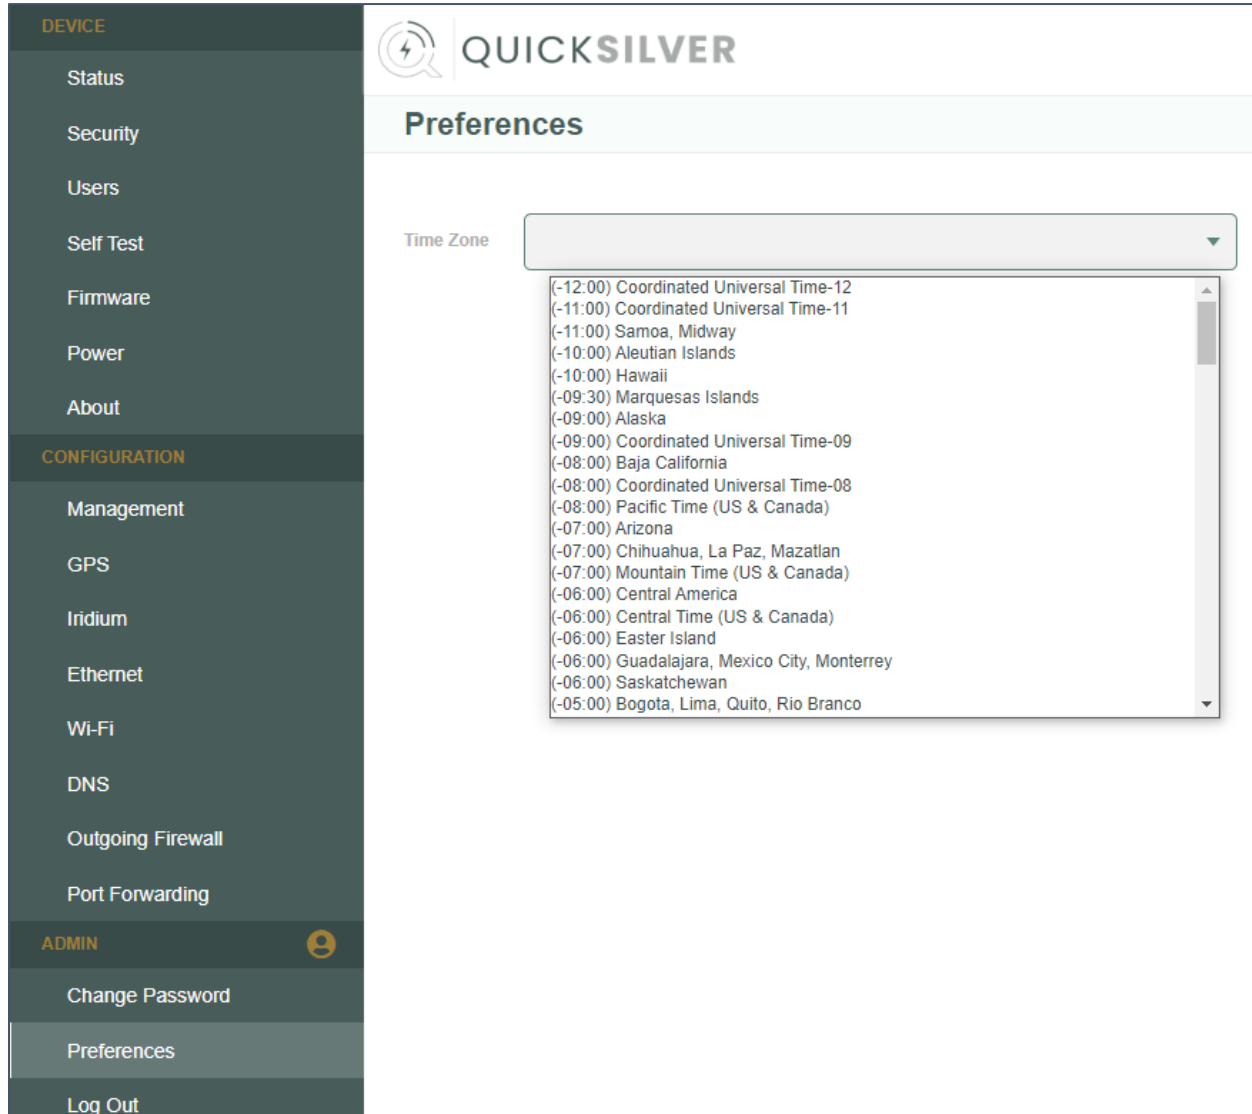 DEVICE
Status
Security
Users
Self Test
Firmware
Power
About
CONFIGURATION
Management
GPS
Iridium
Ethernet
Wi-Fi
DNS
Outgoing Firewall
Port Forwarding
ADMIN
Change Password
Preferences
Log Out
QUICKSILVER
Preferences
Time Zone
(-12:00) Coordinated Universal Time-12
(-11:00) Coordinated Universal Time-11
(-11:00) Samoa, Midway
(-10:00) Aleutian Islands
(-10:00) Hawaii
(-09:30) Marquesas Islands
(-09:00) Alaska
(-09:00) Coordinated Universal Time-09
(-08:00) Baja California
(-08:00) Coordinated Universal Time-08
(-08:00) Pacific Time (US & Canada)
(-07:00) Arizona
(-07:00) Chihuahua, La Paz, Mazatlan
(-07:00) Mountain Time (US & Canada)
(-06:00) Central America
(-06:00) Central Time (US & Canada)
(-06:00) Easter Island
(-06:00) Guadalajara, Mexico City, Monterrey
(-06:00) Saskatchewan
(-05:00) Bogota, Lima, Quito, Rio Branco